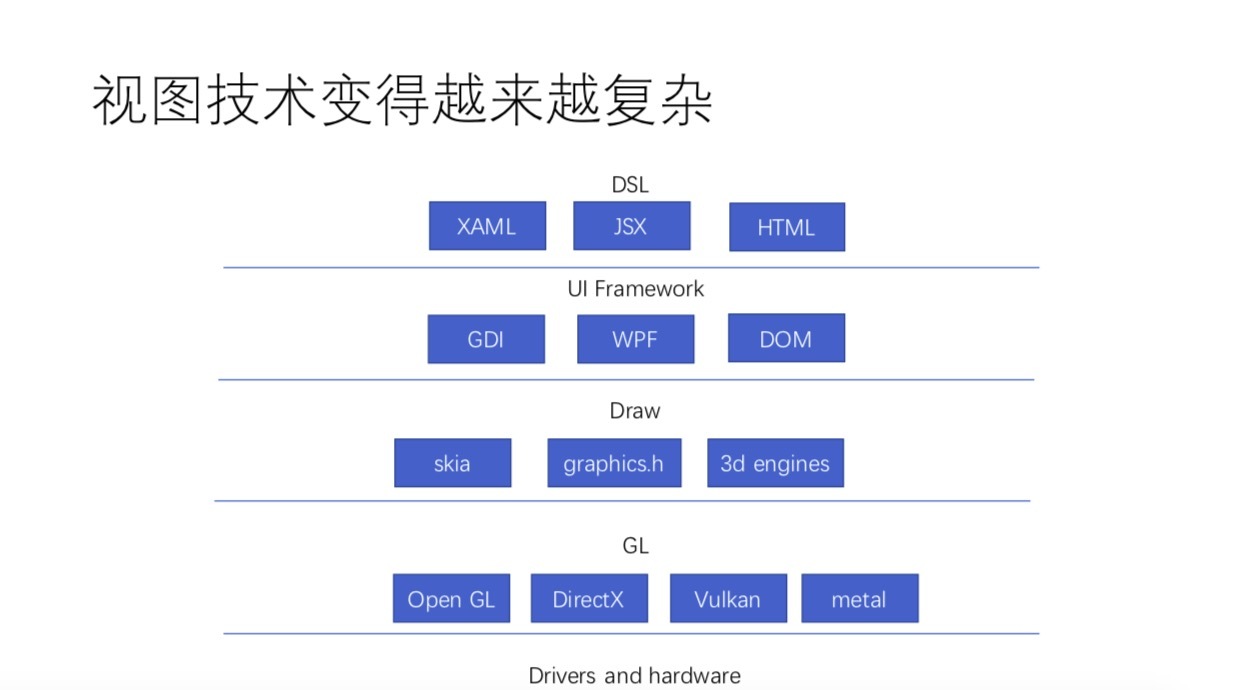 视图技术变得越来越复杂
DSL
XAML JSX HTML
UI Framework
GDI WPF DOM
Draw
skia graphics.h 3d engines
GL
Open GL DirectX Vulkan metal
Drivers and hardware